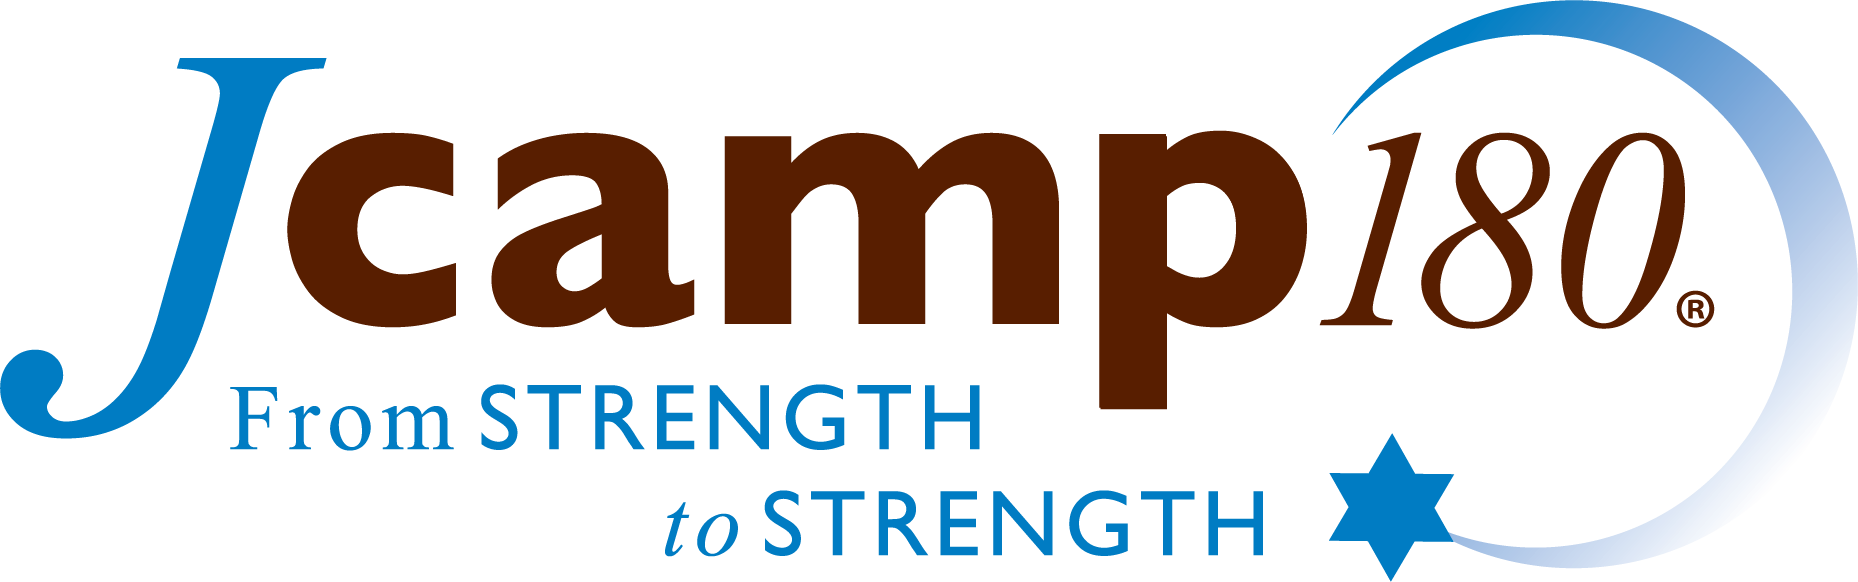 Jcamp180®
From STRENGTH
to STRENGTH